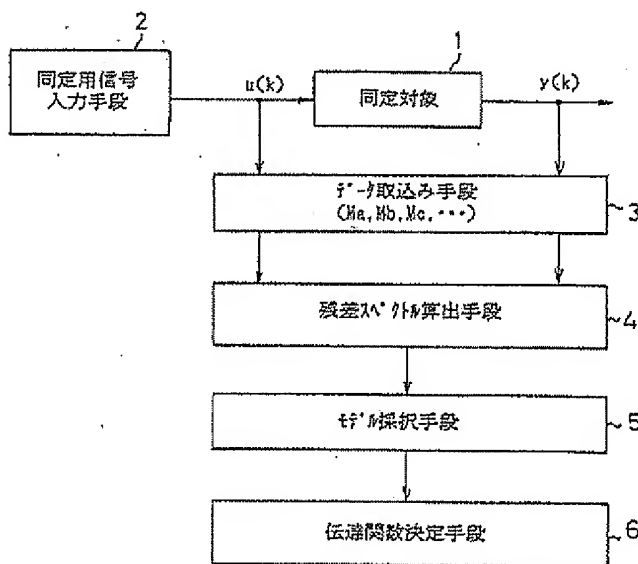 2
1
同定用信号
入力手段
u(k)
同定対象
y(k)
データ取込み手段
(Ma, Mb, Mc, ･･･)
3
残差スペクトル算出手段
4
モデル採択手段
5
伝達関数決定手段
6